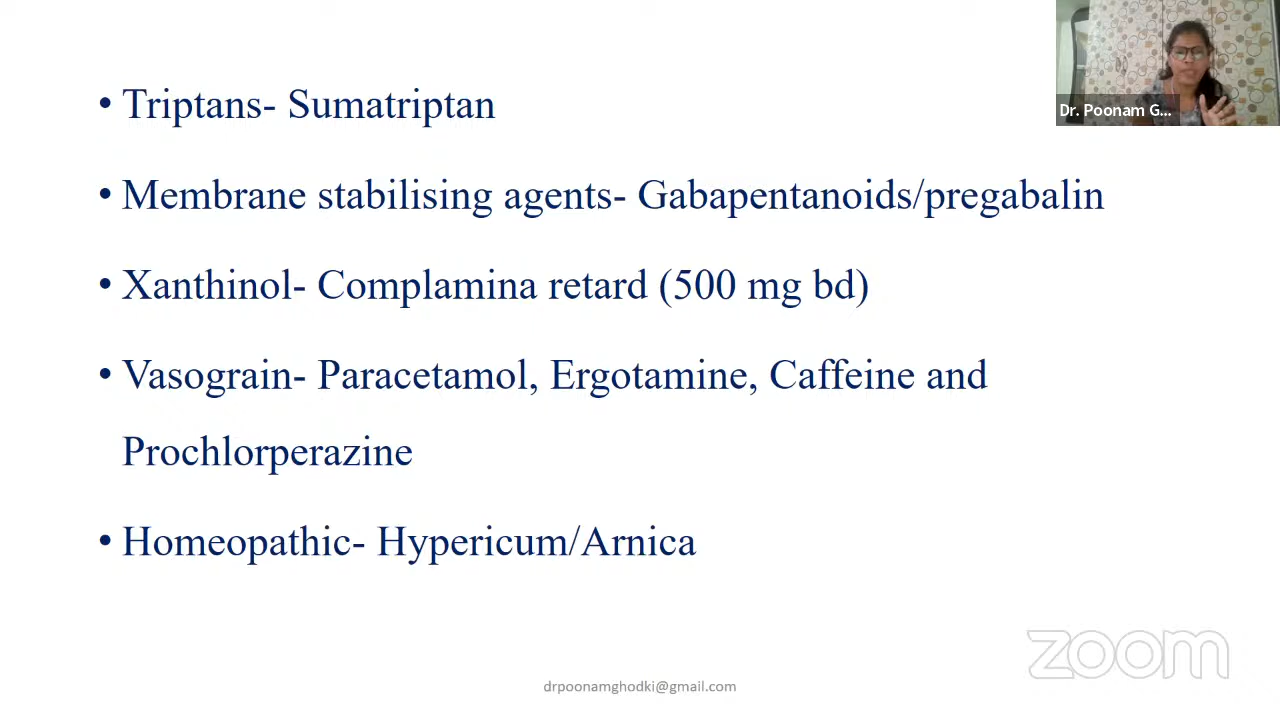 • Triptans- Sumatriptan
• Membrane stabilising agents- Gabapentanoids/pregabalin
• Xanthinol- Complamina retard (500 mg bd)
• Vasograin- Paracetamol, Ergotamine, Caffeine and
Prochlorperazine
• Homeopathic- Hypericum/Arnica
Dr. Poonam G...
zoom
drpoonamghodki@gmail.com